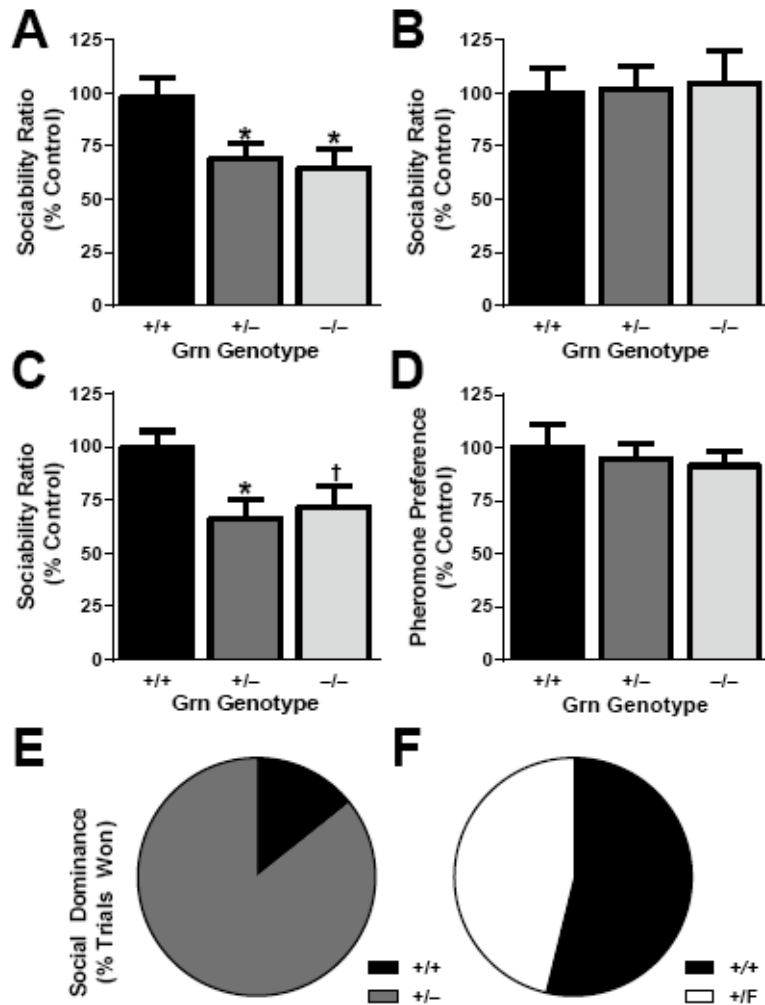 A
Sociability Ratio
(% Control)
125
100
75
50
25
0
*
*
+/+
+/–
–/–
Grn Genotype
B
Sociability Ratio
(% Control)
125
100
75
50
25
0
+/+
+/–
–/–
Grn Genotype
C
Sociability Ratio
(% Control)
125
100
75
50
25
0
*
†
+/+
+/–
–/–
Grn Genotype
D
Pheromone Preference
(% Control)
125
100
75
50
25
0
+/+
+/–
–/–
Grn Genotype
E
Social Dominance
(% Trials Won)
+/+
+/–
F
+/+
+/F